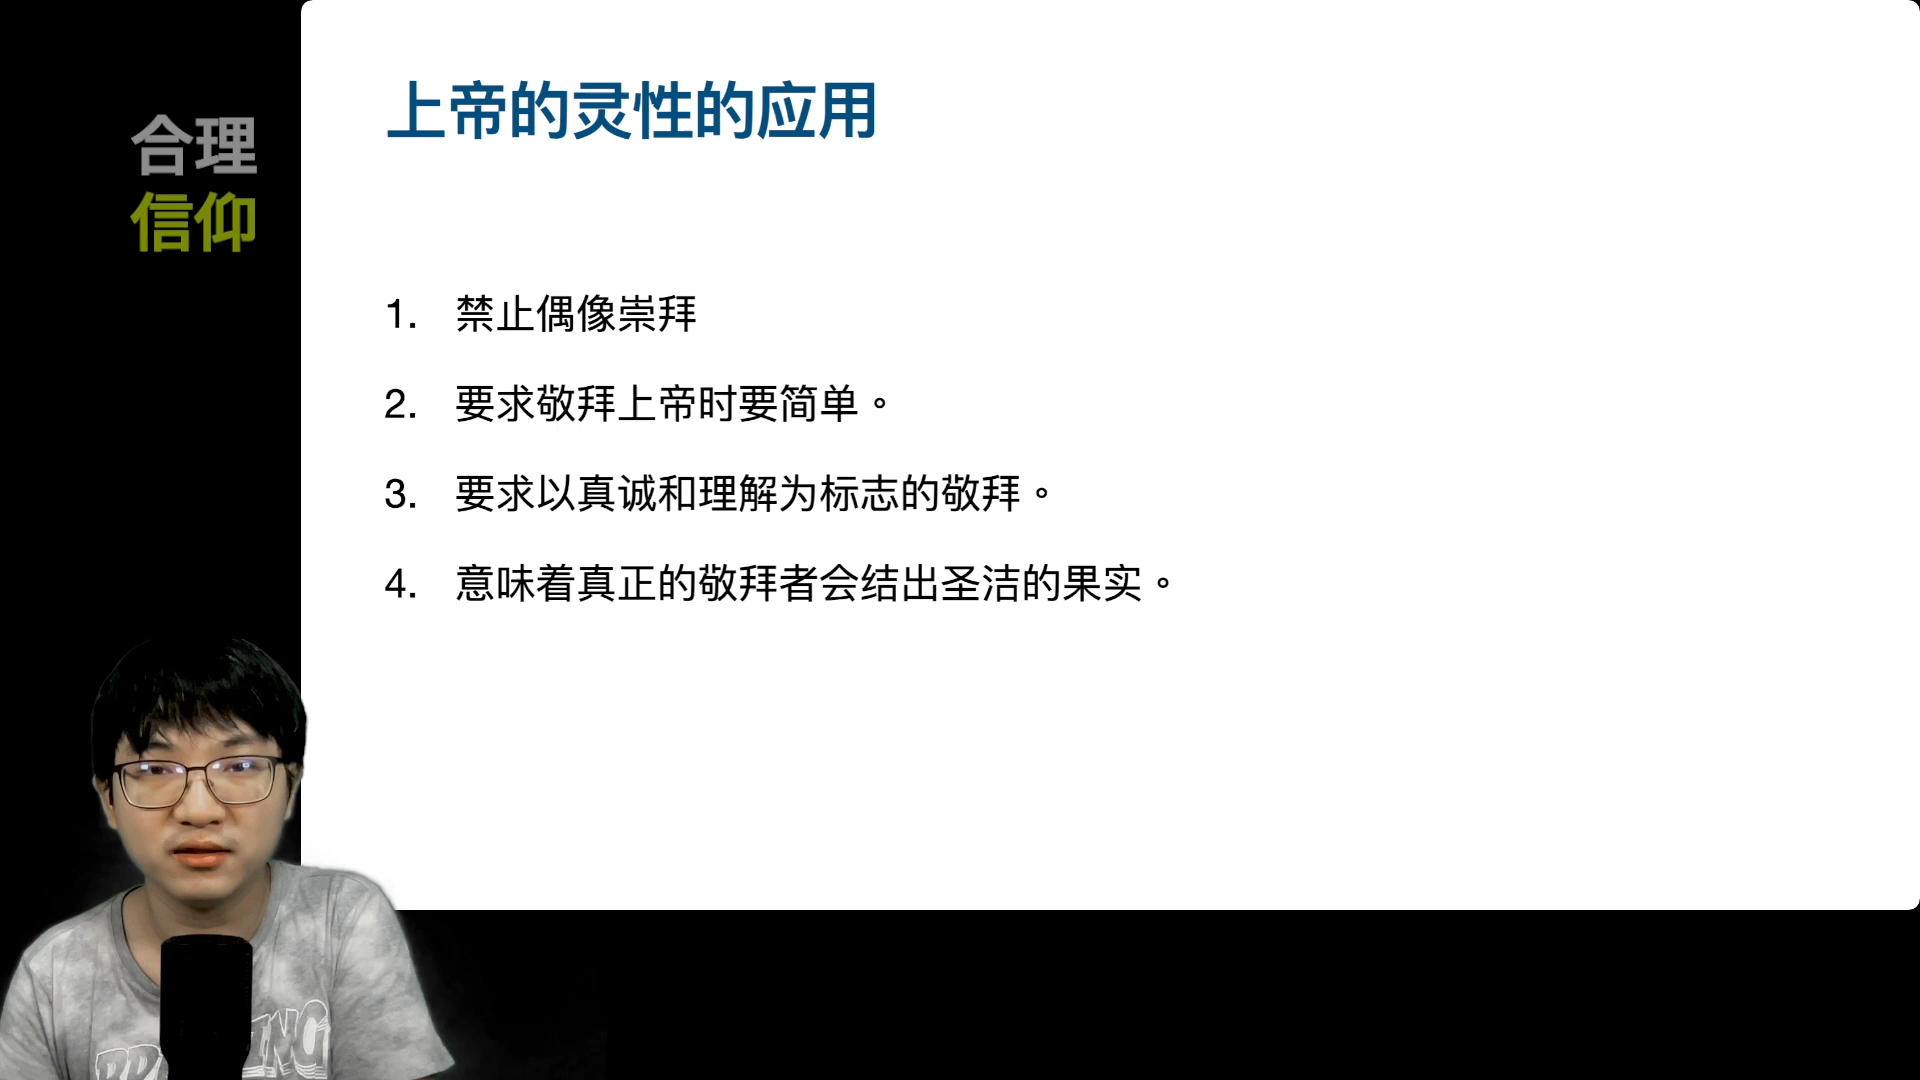 合理
信仰
上帝的灵性的应用
1. 禁止偶像崇拜
2. 要求敬拜上帝时要简单。
3. 要求以真诚和理解为标志的敬拜。
4. 意味着真正的敬拜者会结出圣洁的果实。